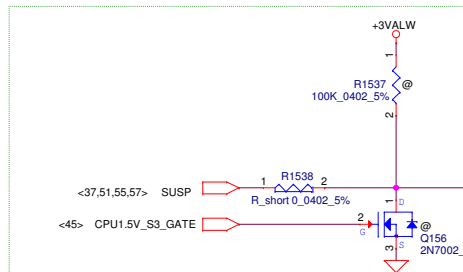 +3VALW
1
R1537
@
100K_0402_5%
2
<37,51,55,57> SUSP
1 R1538 2
R_short 0_0402_5%
<45> CPU1.5V_S3_GATE
1 D
2
G
@
Q156
S
3
2N7002_